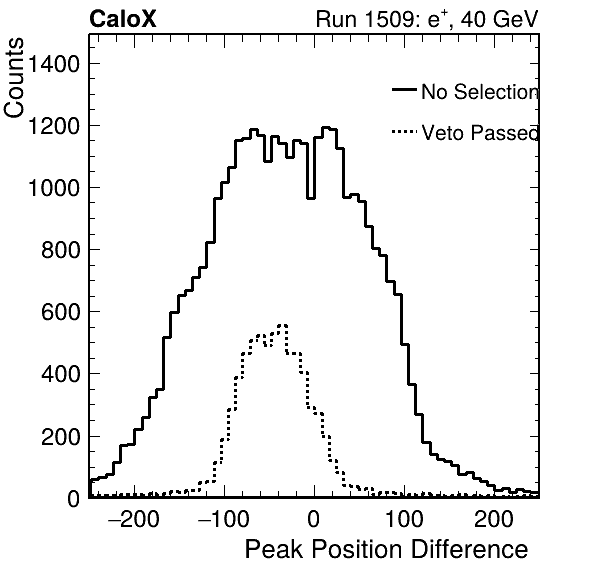 CaloX Run 1509: e+, 40 GeV
Counts
1400
1200
1000
800
600
400
200
0
No Selection
Veto Passed
−200 −100 0 100 200
Peak Position Difference